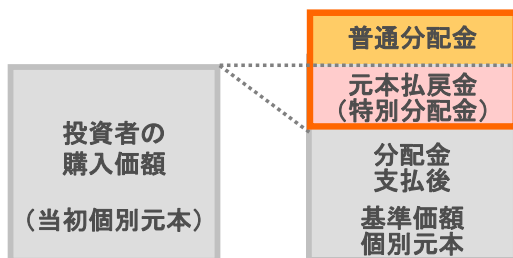 投資者の
購入価額
（当初個別元本）
普通分配金
元本払戻金
（特別分配金）
分配金
支払後
基準価額
個別元本